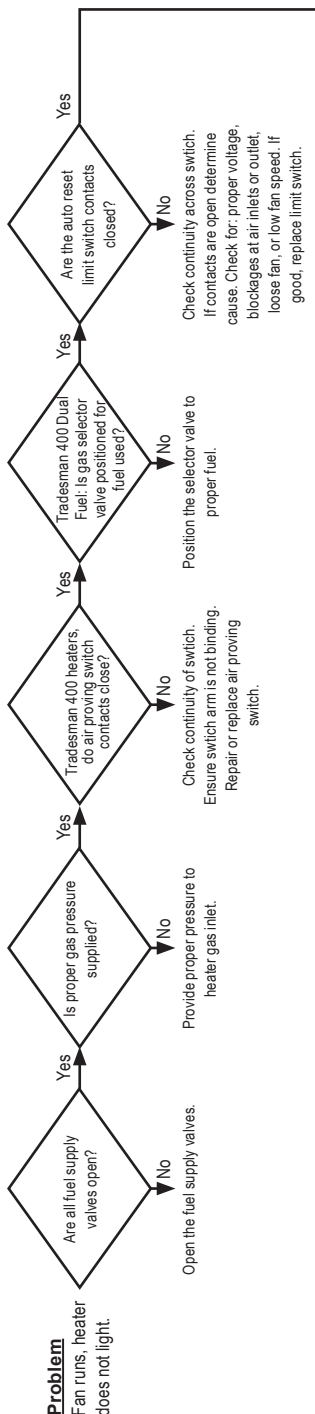 Problem
Fan runs, heater
does not light.
Are all fuel supply
valves open?
Yes
No
Open the fuel supply valves.
Is proper gas pressure
supplied?
Yes
No
Provide proper pressure to
heater gas inlet.
Tradesman 400 heaters,
do air proving switch
contacts close?
Yes
No
Check continuity of swtich.
Ensure swtich arm is not binding.
Repair or replace air proving
switch.
Tradesman 400 Dual
Fuel: Is gas selector
valve positioned for
fuel used?
Yes
No
Position the selector valve to
proper fuel.
Are the auto reset
limit switch contacts
closed?
Yes
No
Check continuity across swtich.
If contacts are open determine
cause. Check for: proper voltage,
blockages at air inlets or outlet,
loose fan, or low fan speed. If
good, replace limit switch.